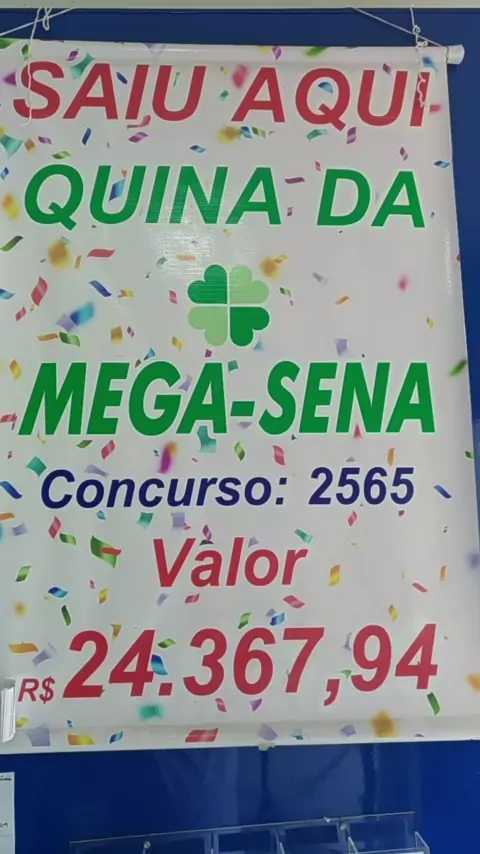 SAIU AQUI
QUINA DA
MEGA-SENA
Concurso: 2565
Valor
R$ 24.367,94